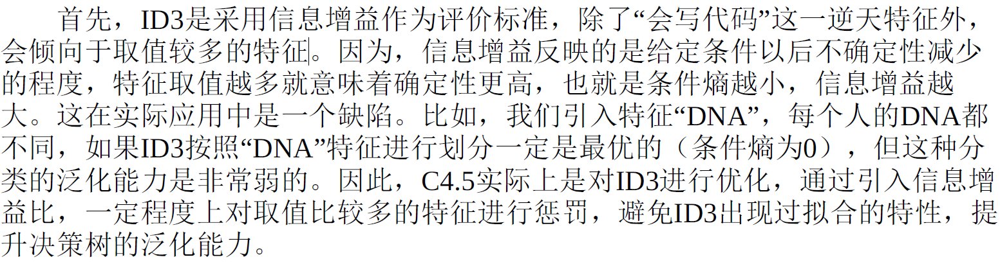 首先，ID3是采用信息增益作为评价标准，除了“会写代码”这一逆天特征外，
会倾向于取值较多的特征。因为，信息增益反映的是给定条件以后不确定性减少
的程度，特征取值越多就意味着确定性更高，也就是条件熵越小，信息增益越
大。这在实际应用中是一个缺陷。比如，我们引入特征“DNA”，每个人的DNA都
不同，如果ID3按照“DNA”特征进行划分一定是最优的（条件熵为0），但这种分
类的泛化能力是非常弱的。因此，C4.5实际上是对ID3进行优化，通过引入信息增
益比，一定程度上对取值比较多的特征进行惩罚，避免ID3出现过拟合的特性，提
升决策树的泛化能力。